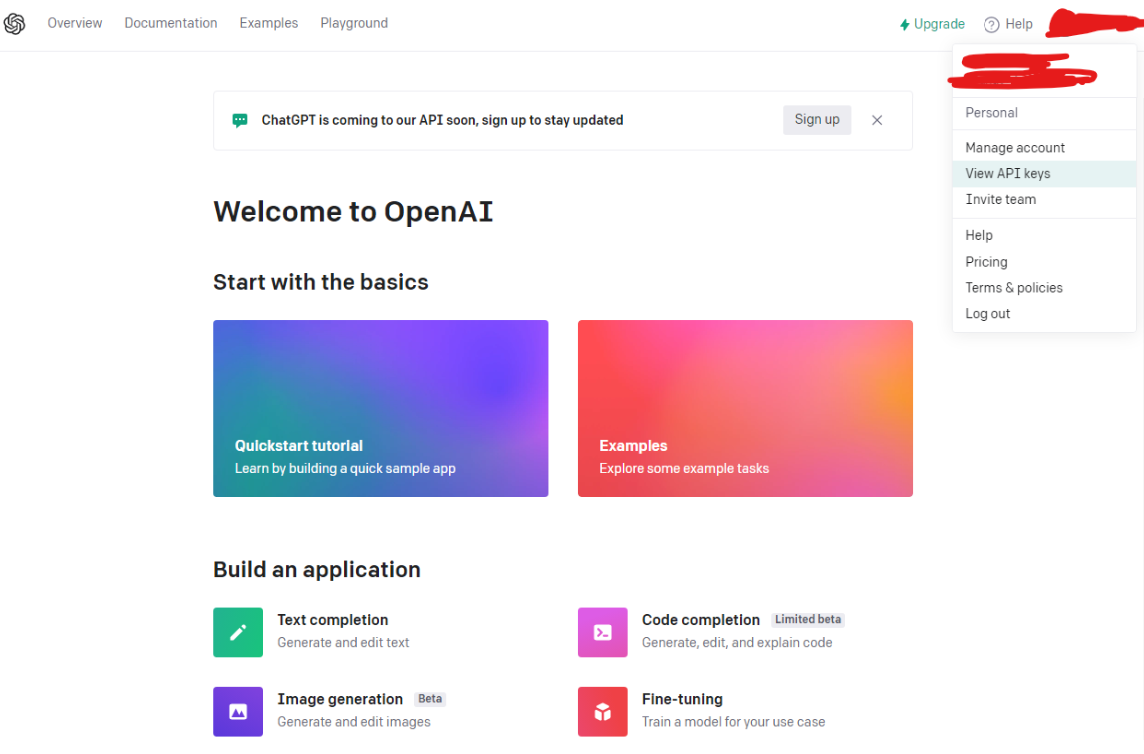 Overview Documentation Examples Playground Upgrade Help
Personal
Manage account
View API keys
Invite team
Help
Pricing
Terms & policies
Log out
ChatGPT is coming to our API soon, sign up to stay updated Sign up
Welcome to OpenAI
Start with the basics
Quickstart tutorial
Learn by building a quick sample app
Examples
Explore some example tasks
Build an application
Text completion
Generate and edit text
Code completion Limited beta
Generate, edit, and explain code
Image generation Beta
Generate and edit images
Fine-tuning
Train a model for your use case